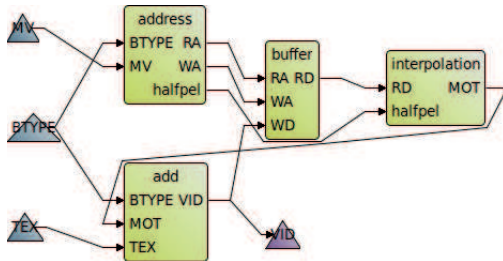 MV
address
BTYPE RA
MV WA
halfpel
buffer
RA RD
WA
WD
interpolation
RD MOT
halfpel
BTYPE
add
BTYPE VID
MOT
TEX
TEX
VID